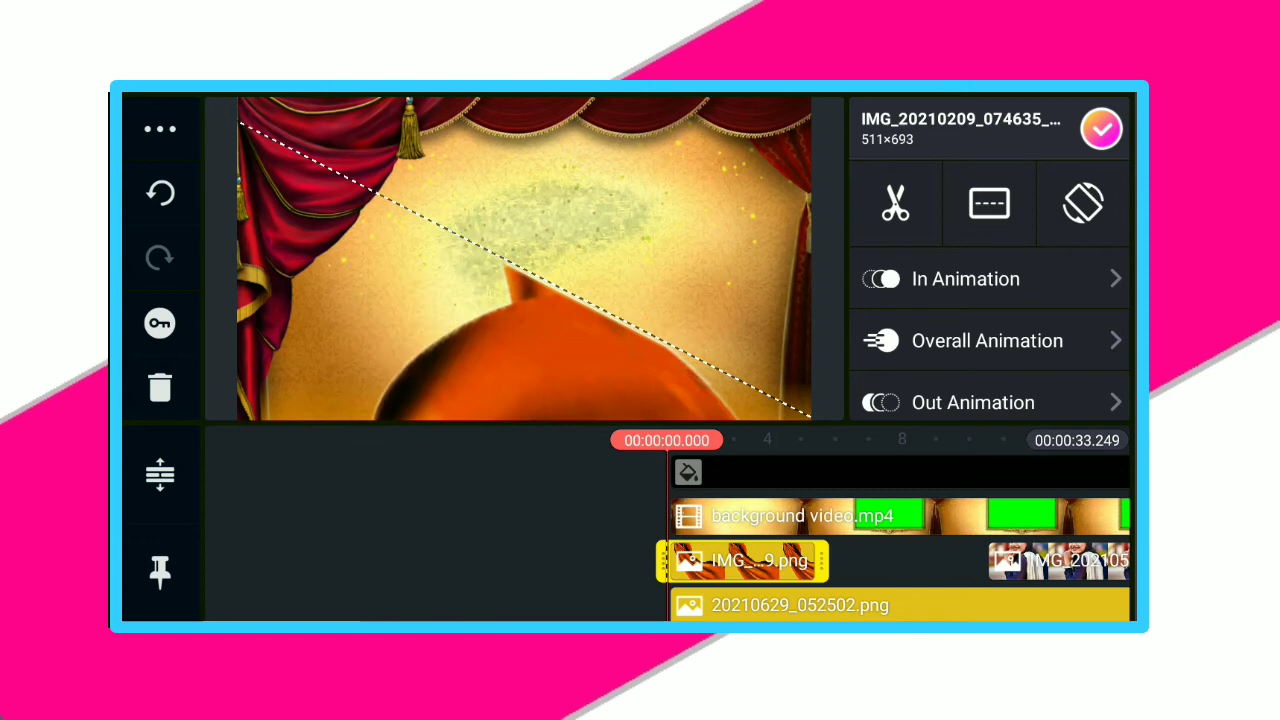 IMG_20210209_074635_...
511×693
In Animation
Overall Animation
Out Animation
00:00:00.000
4
8
00:00:33.249
background video.mp4
IMG_...9.png
IMG_202105
20210629_052502.png